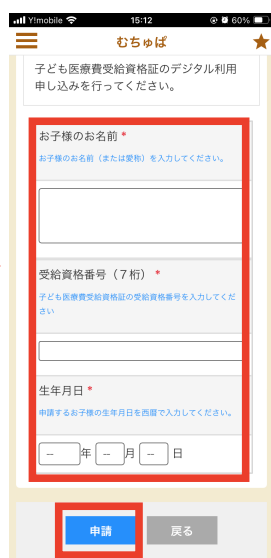 Y!mobile 15:12 60%
むちゅぱ
子ども医療費受給資格証のデジタル利用
申し込みを行ってください。
お子様のお名前 *
お子様のお名前（または愛称）を入力してください。
受給資格番号（7桁） *
子ども医療費受給資格証の受給資格番号を入力してくだ
さい
生年月日 *
申請するお子様の生年月日を西暦で入力してください。
-- 年 -- 月 -- 日
申請 戻る